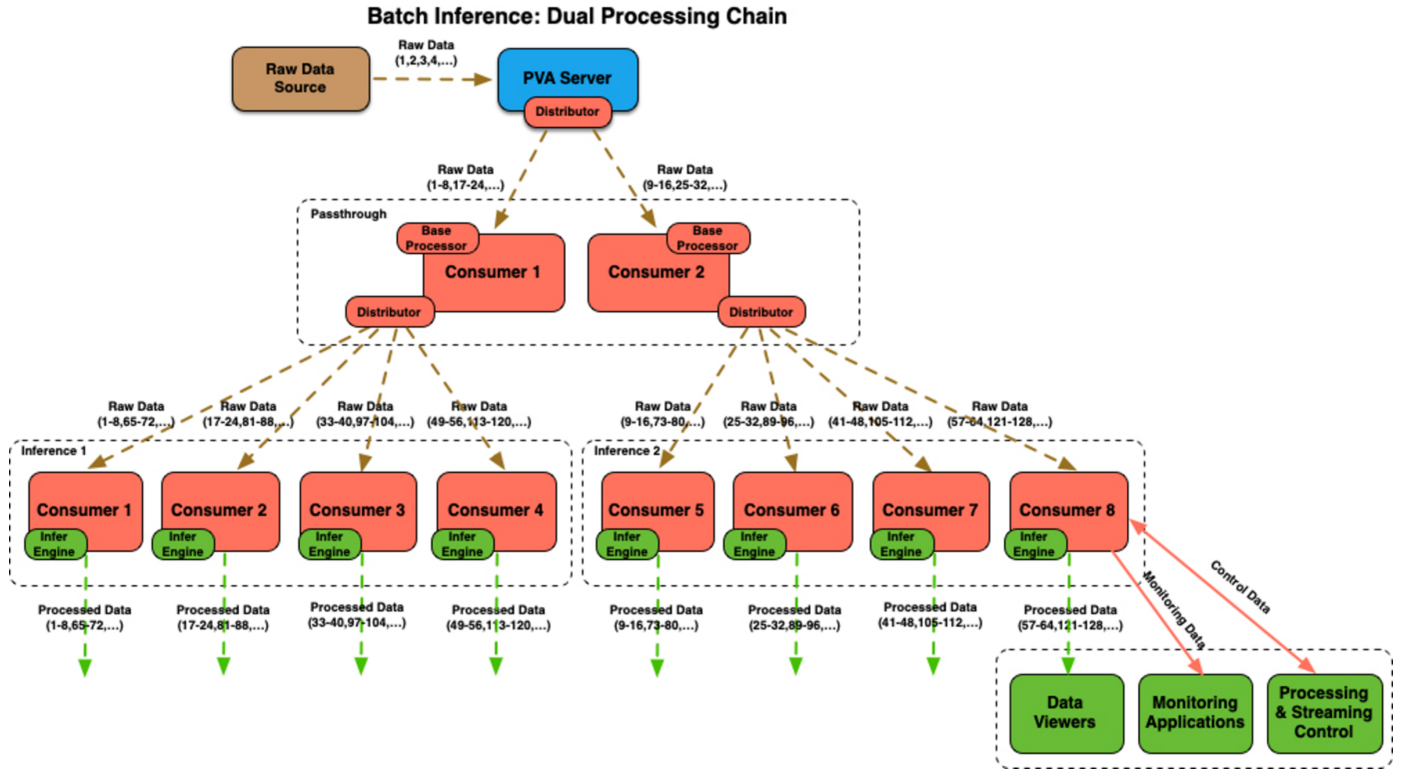 Batch Inference: Dual Processing Chain
Raw Data
Source
Raw Data
(1,2,3,4,...)
PVA Server
Distributor
Raw Data
(1-8,17-24,...)
Raw Data
(9-16,25-32,...)
Passthrough
Base
Processor
Consumer 1
Distributor
Base
Processor
Consumer 2
Distributor
Raw Data
(1-8,65-72,...)
Raw Data
(17-24,81-88,...)
Raw Data
(33-40,97-104,...)
Raw Data
(49-56,113-120,...)
Raw Data
(9-16,73-80,...)
Raw Data
(25-32,89-96,...)
Raw Data
(41-48,105-112,...)
Raw Data
(57-64,121-128,...)
Inference 1
Consumer 1
Infer
Engine
Consumer 2
Infer
Engine
Consumer 3
Infer
Engine
Consumer 4
Infer
Engine
Inference 2
Consumer 5
Infer
Engine
Consumer 6
Infer
Engine
Consumer 7
Infer
Engine
Consumer 8
Infer
Engine
Processed Data
(1-8,65-72,...)
Processed Data
(17-24,81-88,...)
Processed Data
(33-40,97-104,...)
Processed Data
(49-56,113-120,...)
Processed Data
(9-16,73-80,...)
Processed Data
(25-32,89-96,...)
Processed Data
(41-48,105-112,...)
Processed Data
(57-64,121-128,...)
Monitoring Data
Control Data
Data
Viewers
Monitoring
Applications
Processing
& Streaming
Control